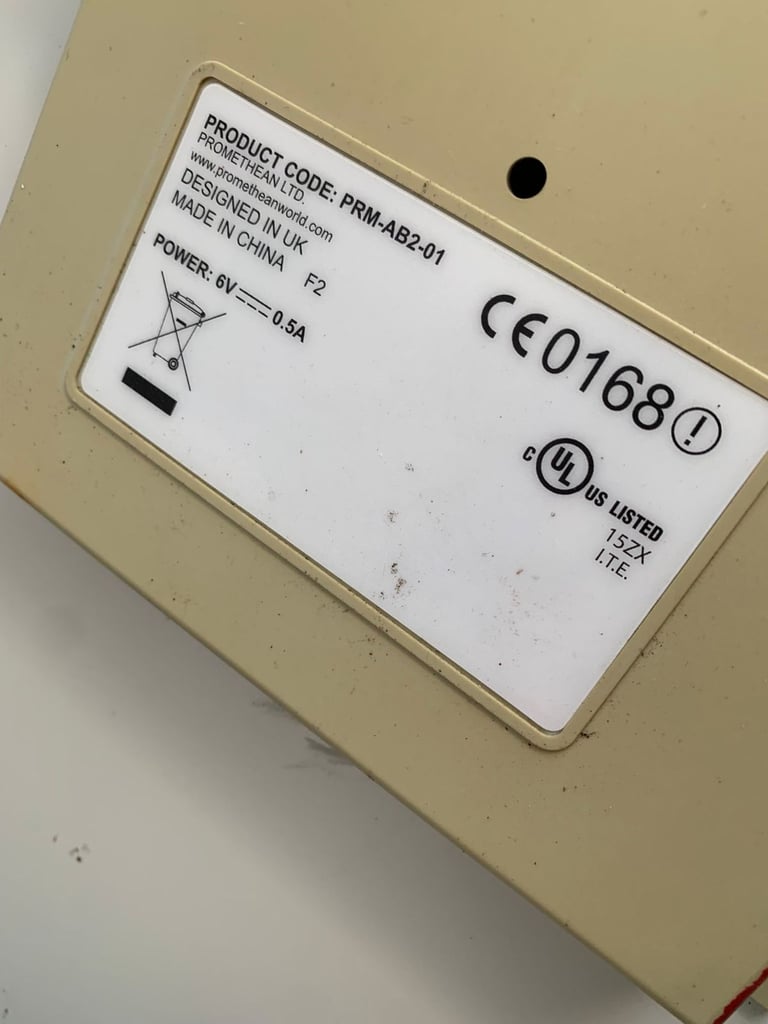 PRODUCT CODE: PRM-AB2-01
PROMETHEAN LTD.
www.prometheanworld.com
DESIGNED IN UK
MADE IN CHINA F2
POWER: 6V ⎓ 0.5A
CE0168
C UL US LISTED
15ZX
I.T.E.